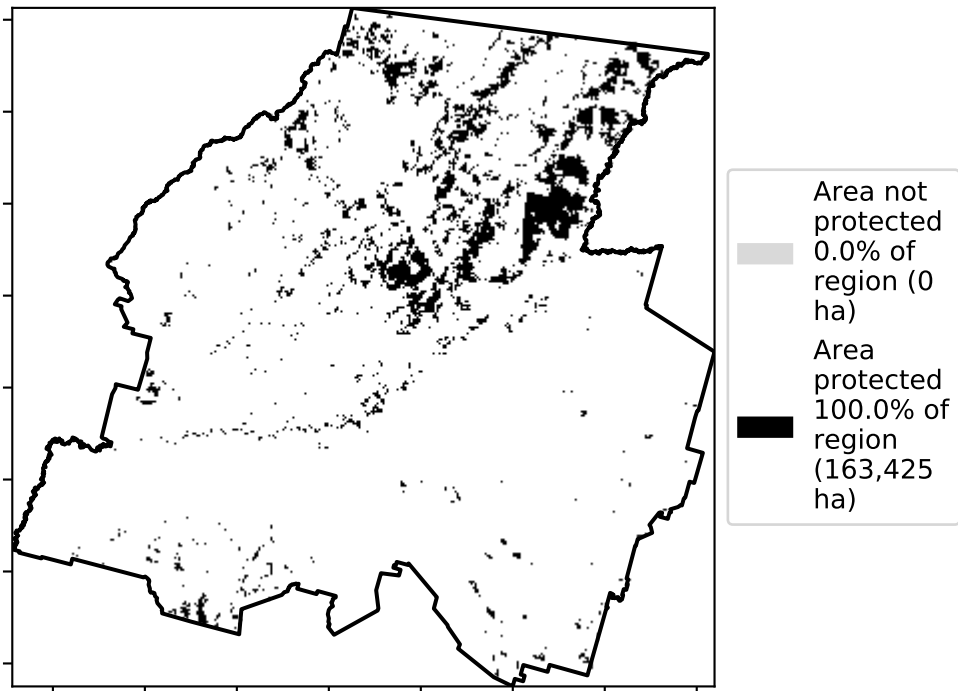 Area not
protected
0.0% of
region (0
ha)
Area
protected
100.0% of
region
(163,425
ha)